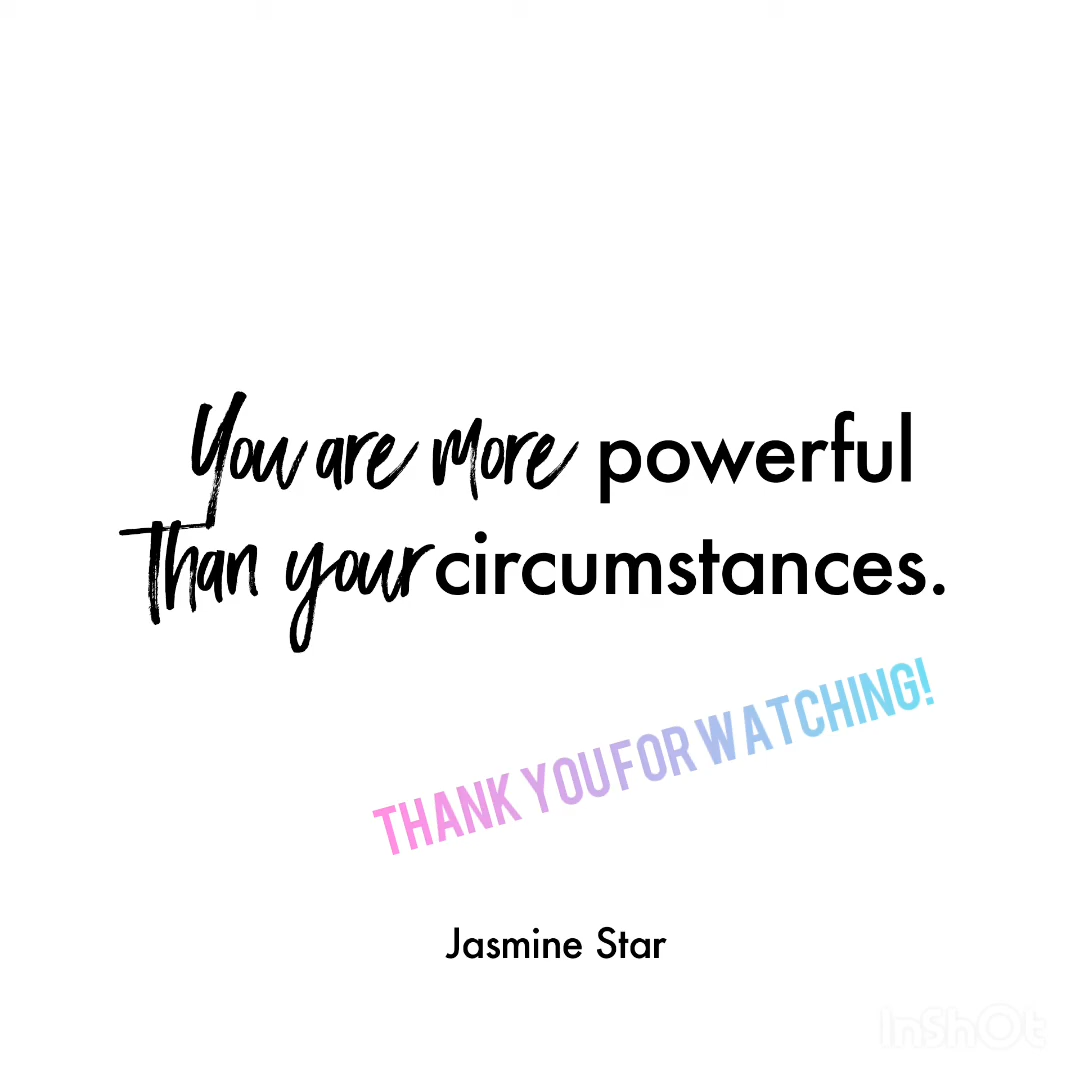 You are more powerful
Than your circumstances.
THANK YOU FOR WATCHING!
Jasmine Star
InShOt